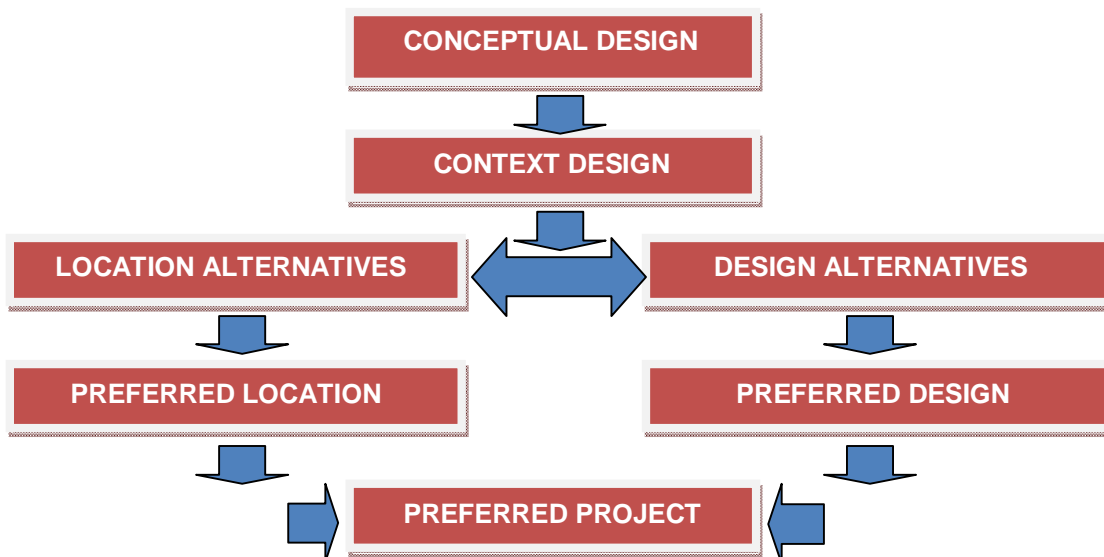 CONCEPTUAL DESIGN
CONTEXT DESIGN
LOCATION ALTERNATIVES
DESIGN ALTERNATIVES
PREFERRED LOCATION
PREFERRED DESIGN
PREFERRED PROJECT